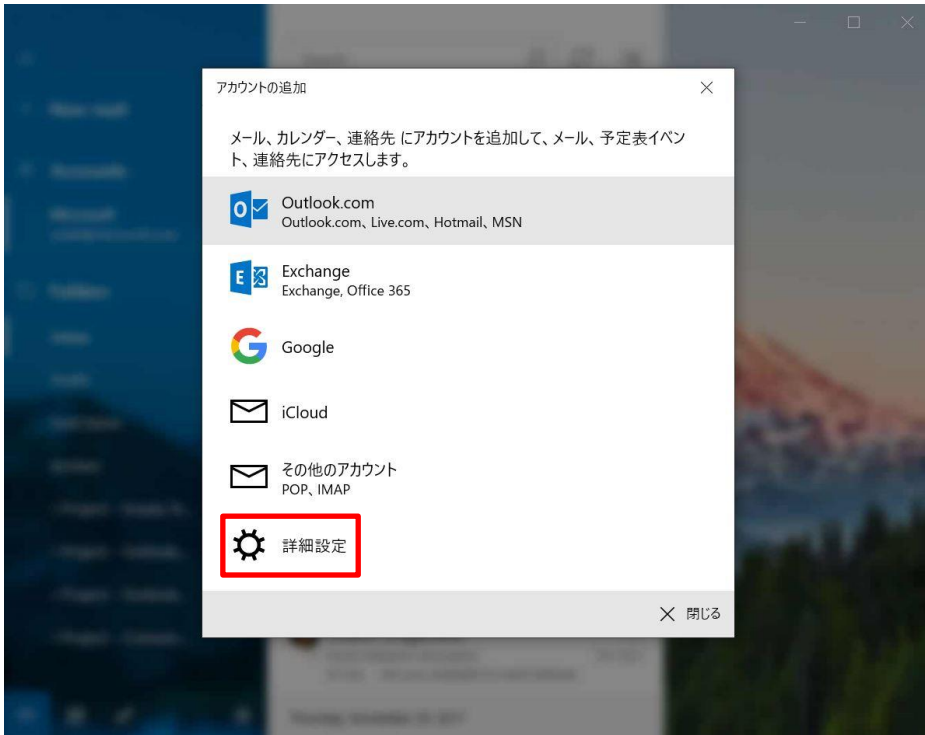 アカウントの追加
メール、カレンダー、連絡先 にアカウントを追加して、メール、予定表イベン
ト、連絡先にアクセスします。
Outlook.com
Outlook.com、Live.com、Hotmail、MSN
Exchange
Exchange, Office 365
Google
iCloud
その他のアカウント
POP、IMAP
詳細設定
閉じる